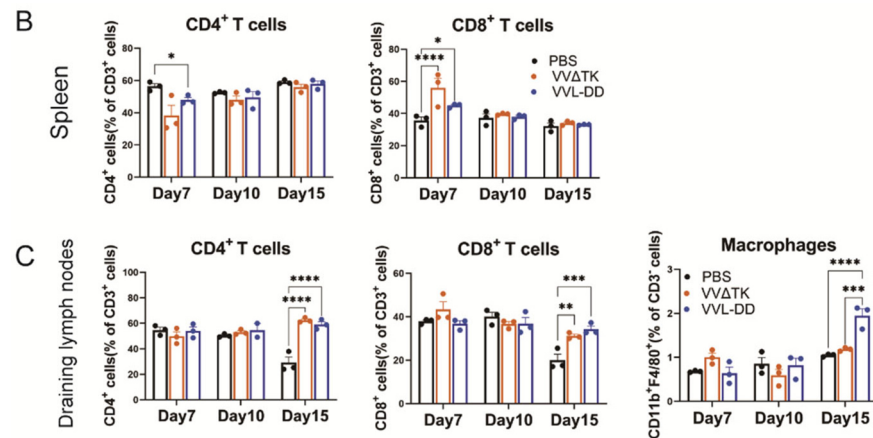 B
Spleen
CD4+ T cells
CD4+ cells(% of CD3+ cells)
80
60
40
20
0
*
Day7 Day10 Day15
CD8+ T cells
CD8+ cells(% of CD3+ cells)
80
60
40
20
0
*
****
Day7 Day10 Day15
PBS
VVΔTK
VVL-DD
C
Draining lymph nodes
CD4+ T cells
CD4+ cells(% of CD3+ cells)
100
80
60
40
20
0
****
****
Day7 Day10 Day15
CD8+ T cells
CD8+ cells(% of CD3+ cells)
60
40
20
0
***
**
Day7 Day10 Day15
Macrophages
CD11b+F4/80+(% of CD3- cells)
3
2
1
0
PBS
VVΔTK
VVL-DD
****
***
Day7 Day10 Day15